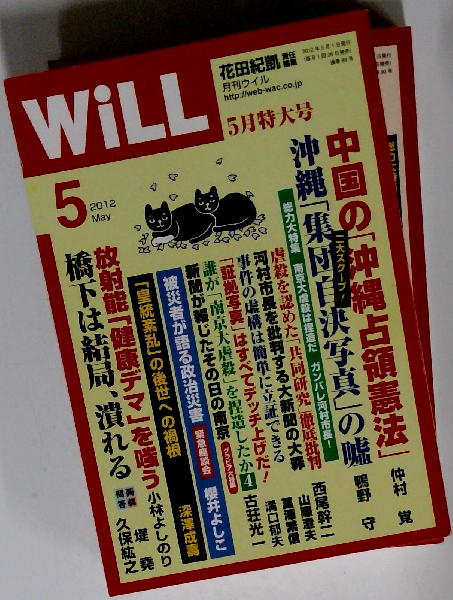 WiLL
花田紀凱 責任編集
月刊ウイル
http://web-wac.co.jp
5月特大号
5
2012
May
二大スクープ!
中国の「沖縄占領憲法」
仲村 覚
沖縄「集団自決写真」の嘘
鴨野 守
総力大特集 南京大虐殺は捏造だ ガンバレ河村市長!
虐殺を認めた「共同研究」徹底批判
西尾幹二
河村市長を批判する大新聞の大罪
事件の虚構は簡単に立証できる
溝口郁夫
「証拠写真」はすべてデッチ上げだ!
誰が「南京大虐殺」を捏造したか4
古荘光一
新聞が報じたその日の南京
被災者が語る政治災害
緊急座談会
櫻井よしこ
「皇統紊乱」の後世への禍根
深澤成壽
放射能「健康デマ」を嗤う
小林よしのり
橋下は結局、潰れる
堤 堯
久保紘之